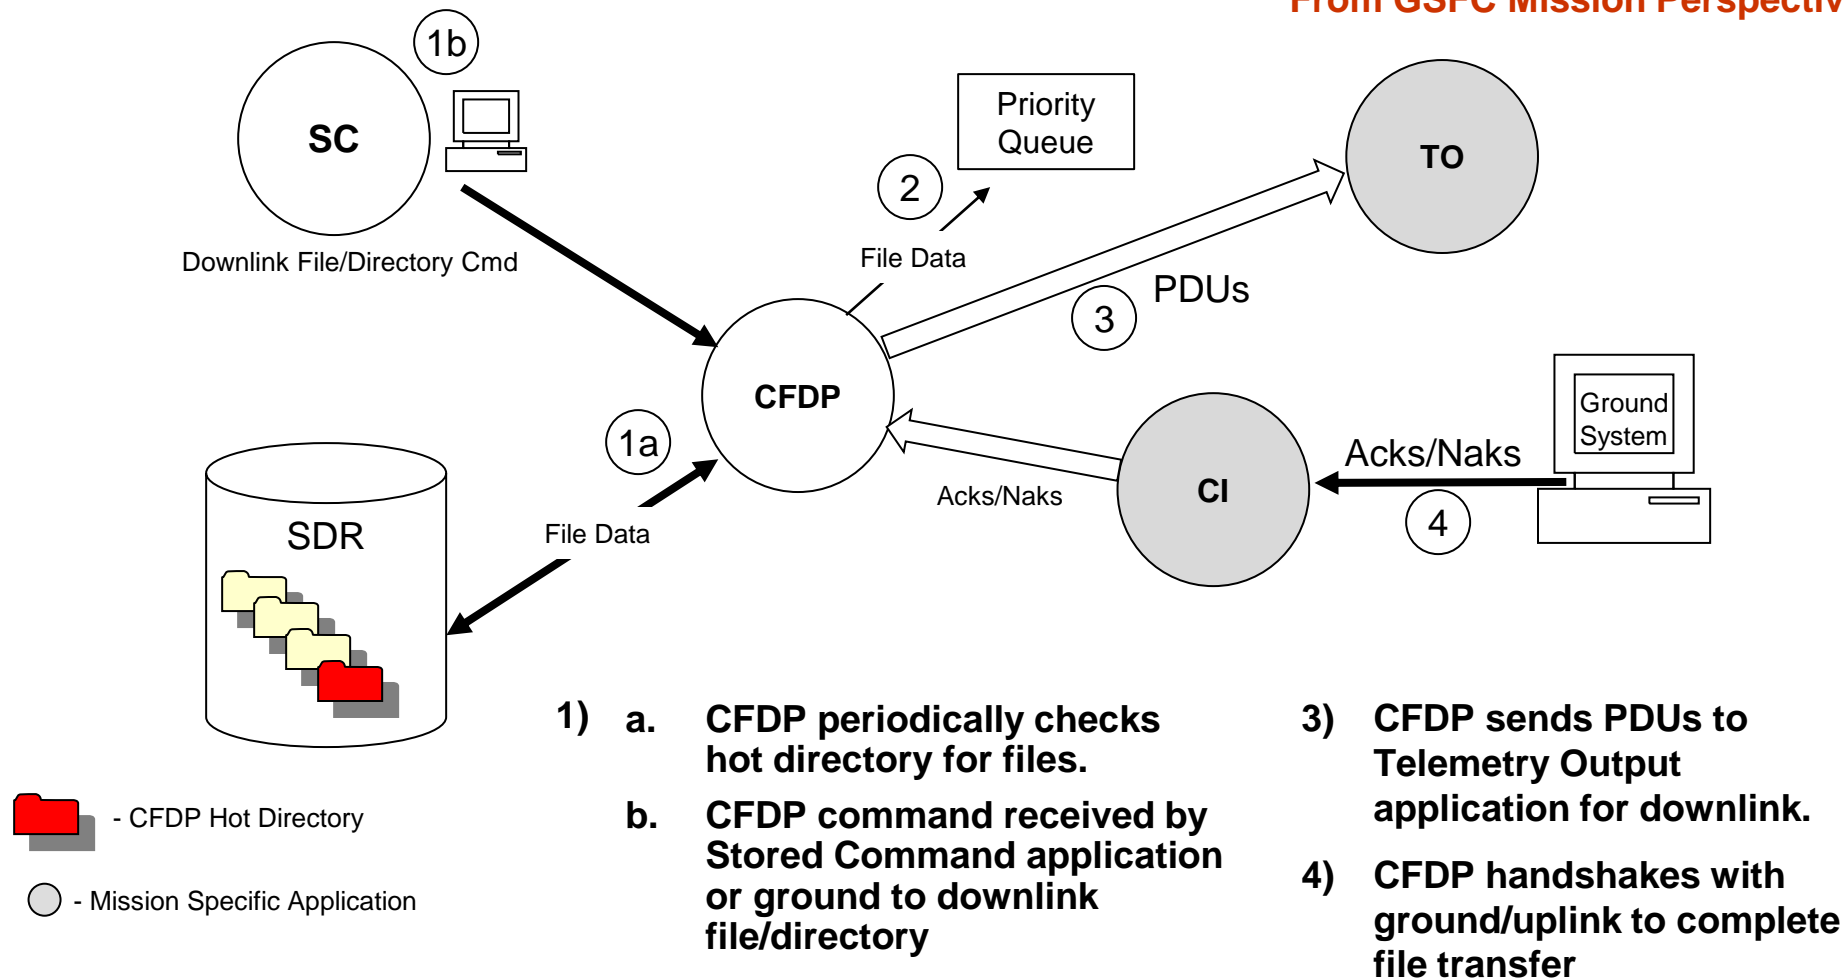 From GSFC Mission Perspectiv
1b
SC
Downlink File/Directory Cmd
Priority
Queue
2
File Data
TO
PDUs
3
CFDP
1a
File Data
SDR
Acks/Naks
CI
Acks/Naks
4
Ground
System
- CFDP Hot Directory
- Mission Specific Application
1) a. CFDP periodically checks
hot directory for files.
b. CFDP command received by
Stored Command application
or ground to downlink
file/directory
3) CFDP sends PDUs to
Telemetry Output
application for downlink.
4) CFDP handshakes with
ground/uplink to complete
file transfer